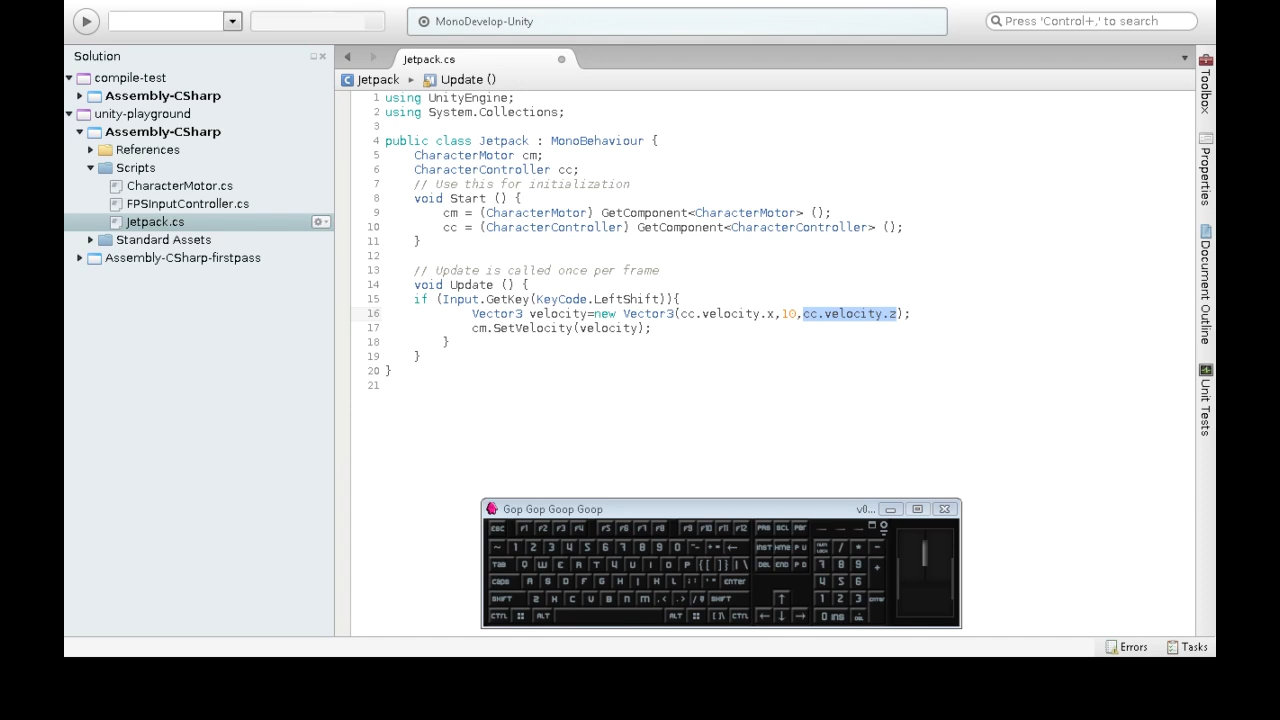 MonoDevelop-Unity
Press 'Control+,' to search
Solution
compile-test
Assembly-CSharp
unity-playground
Assembly-CSharp
References
Scripts
CharacterMotor.cs
FPSInputController.cs
Jetpack.cs
Standard Assets
Assembly-CSharp-firstpass
Jetpack.cs
Jetpack ▸ Update ()
1 using UnityEngine;
2 using System.Collections;
3
4 public class Jetpack : MonoBehaviour {
5 CharacterMotor cm;
6 CharacterController cc;
7 // Use this for initialization
8 void Start () {
9 cm = (CharacterMotor) GetComponent<CharacterMotor> ();
10 cc = (CharacterController) GetComponent<CharacterController> ();
11 }
12
13 // Update is called once per frame
14 void Update () {
15 if (Input.GetKey(KeyCode.LeftShift)){
16 Vector3 velocity=new Vector3(cc.velocity.x,10,cc.velocity.z);
17 cm.SetVelocity(velocity);
18 }
19 }
20 }
21
Toolbox
Properties
Document Outline
Unit Tests
Gop Gop Goop Goop v0...
ESC F1 F2 F3 F4 F5 F6 F7 F8 F9 F10 F11 F12 PRS SCL PBR
~ 1 2 3 4 5 6 7 8 9 0 INST HME P U NUM LOCK / * -
TAB Q W E R T Y U I O P {[ ]} | \ DEL END P D 7 8 9 +
CAPS A S D F G H J K L ENTER 4 5 6
SHIFT Z X C V B N M SHIFT ↑ 1 2 3 ENTER
CTRL ALT ALT CTRL ← ↓ → 0 INS
Errors Tasks